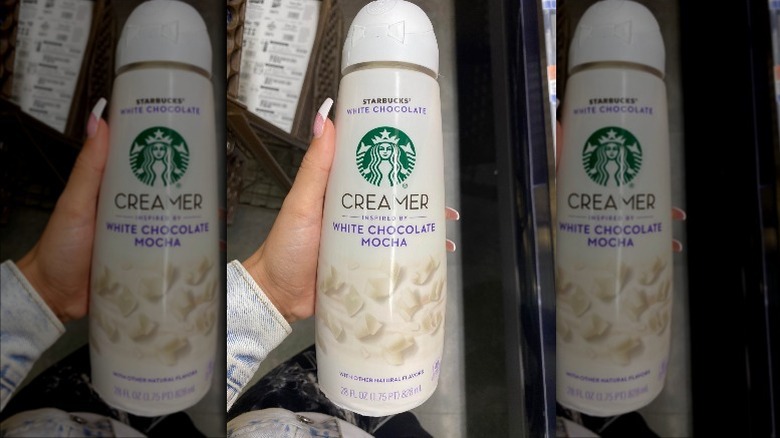 STARBUCKS®
WHITE CHOCOLATE
CREAMER
INSPIRED BY
WHITE CHOCOLATE
MOCHA
WITH OTHER NATURAL FLAVORS
28 FL OZ (1.75 PT) 828 mL